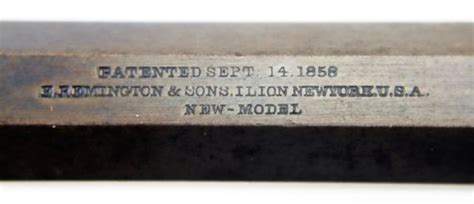 PATENTED SEPT. 14.1858
E.REMINGTON & SONS.ILION NEWYORK.U.S.A.
NEW-MODEL